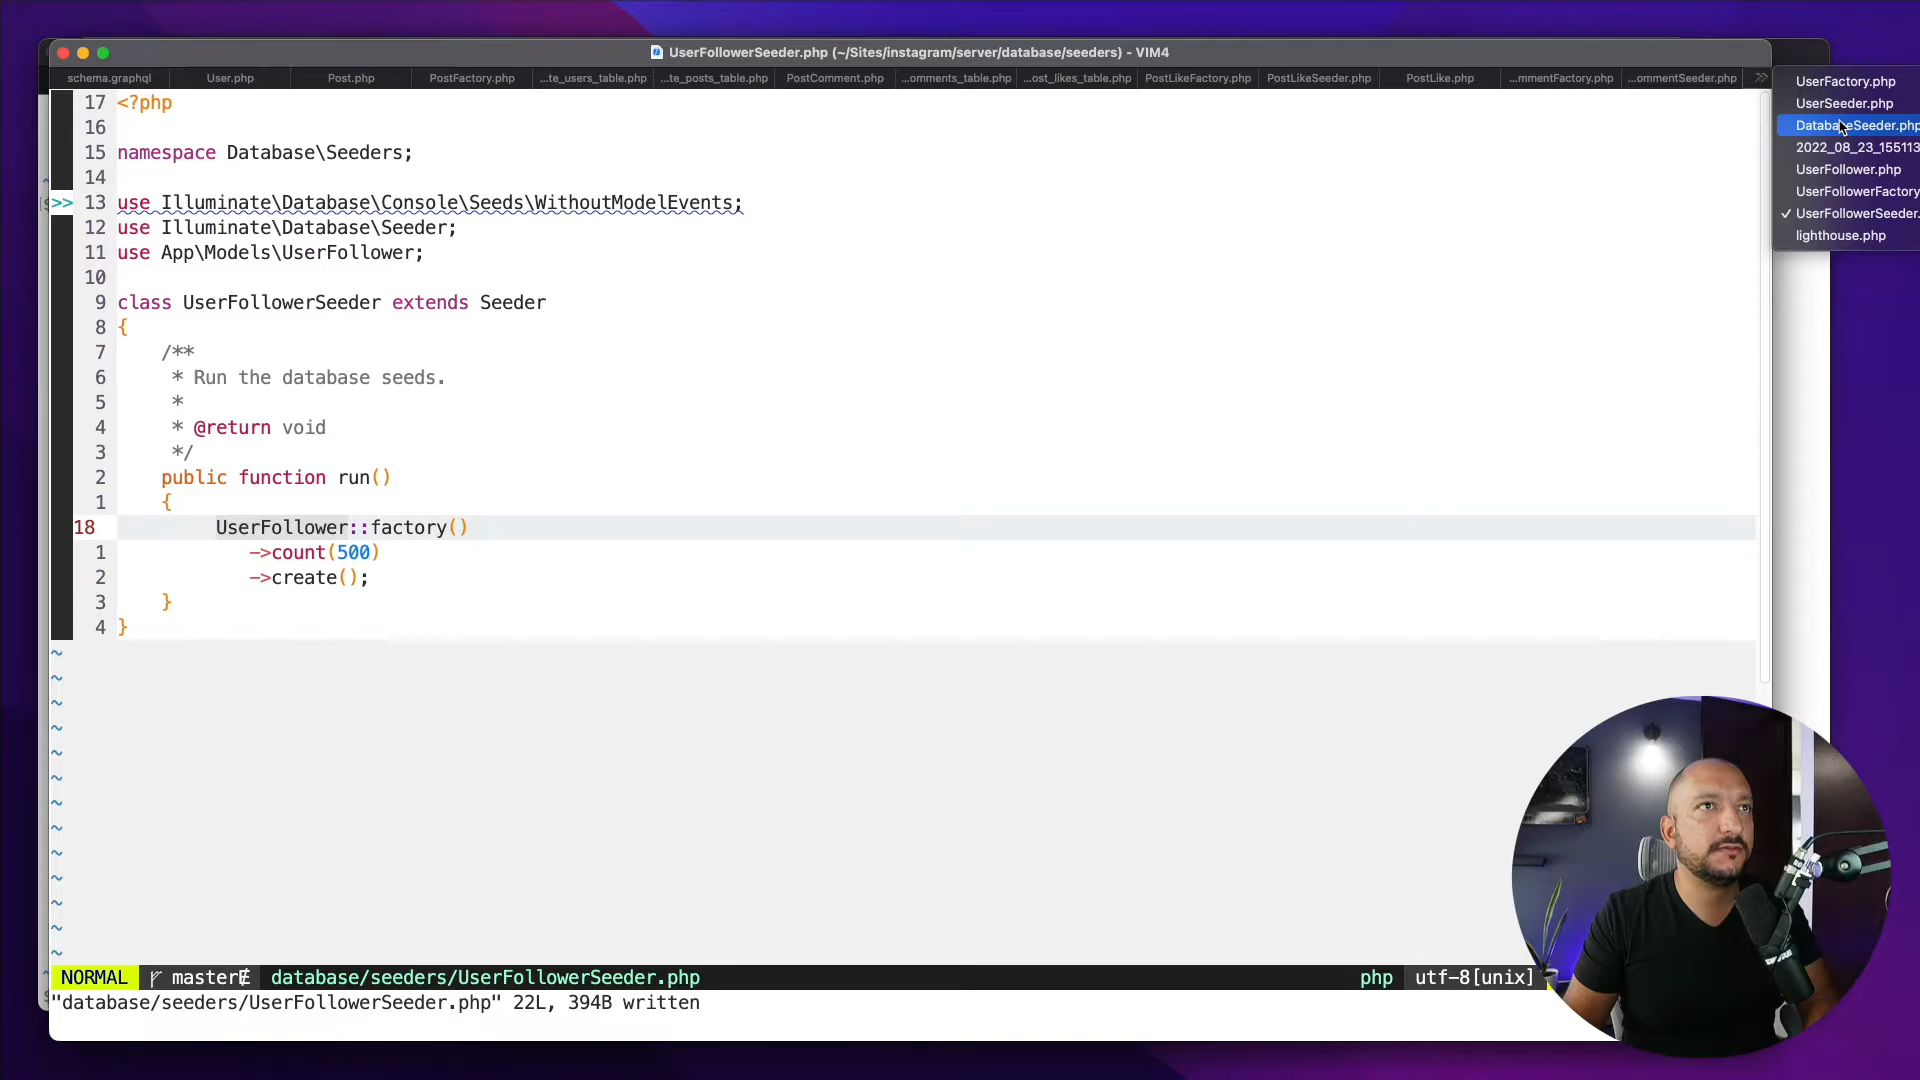 UserFollowerSeeder.php (~/Sites/instagram/server/database/seeders) - VIM4
schema.graphql
User.php
Post.php
PostFactory.php
...te_users_table.php
...te_posts_table.php
PostComment.php
...omments_table.php
...ost_likes_table.php
PostLikeFactory.php
PostLikeSeeder.php
PostLike.php
...mmentFactory.php
...ommentSeeder.php
UserFactory.php
UserSeeder.php
DatabaseSeeder.php
2022_08_23_155113
UserFollower.php
UserFollowerFactory
✓ UserFollowerSeeder.
lighthouse.php
17 <?php
16
15 namespace Database\Seeders;
14
>> 13 use Illuminate\Database\Console\Seeds\WithoutModelEvents;
12 use Illuminate\Database\Seeder;
11 use App\Models\UserFollower;
10
9 class UserFollowerSeeder extends Seeder
8 {
7 /**
6 * Run the database seeds.
5 *
4 * @return void
3 */
2 public function run()
1 {
18 UserFollower::factory()
1 ->count(500)
2 ->create();
3 }
4 }
~
~
~
~
~
~
~
~
~
~
~
~
~
NORMAL master database/seeders/UserFollowerSeeder.php php utf-8[unix]
"database/seeders/UserFollowerSeeder.php" 22L, 394B written